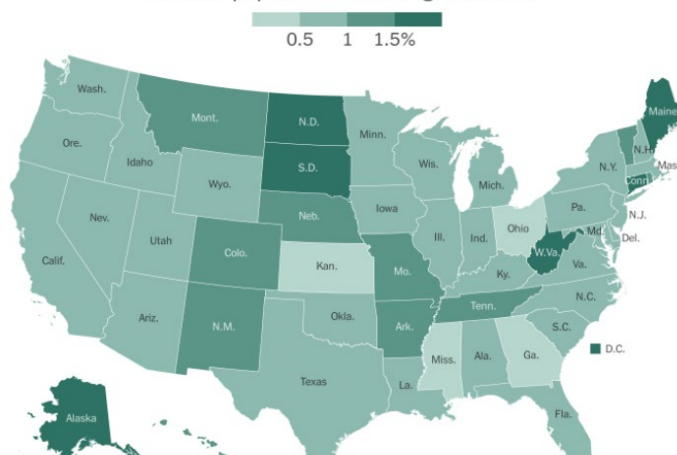 0.5 1 1.5%
Wash.
Mont.
N.D.
Minn.
Maine
Ore.
Idaho
S.D.
Wis.
Mich.
N.Y.
N.H.
Mas
Wyo.
Conn.
Nev.
Utah
Neb.
Iowa
Ill.
Ind.
Ohio
Pa.
N.J.
Calif.
Colo.
Kan.
Mo.
Ky.
W.Va.
Va.
Md.
Del.
Ariz.
N.M.
Okla.
Ark.
Tenn.
N.C.
S.C.
Texas
La.
Miss.
Ala.
Ga.
D.C.
Fla.
Alaska